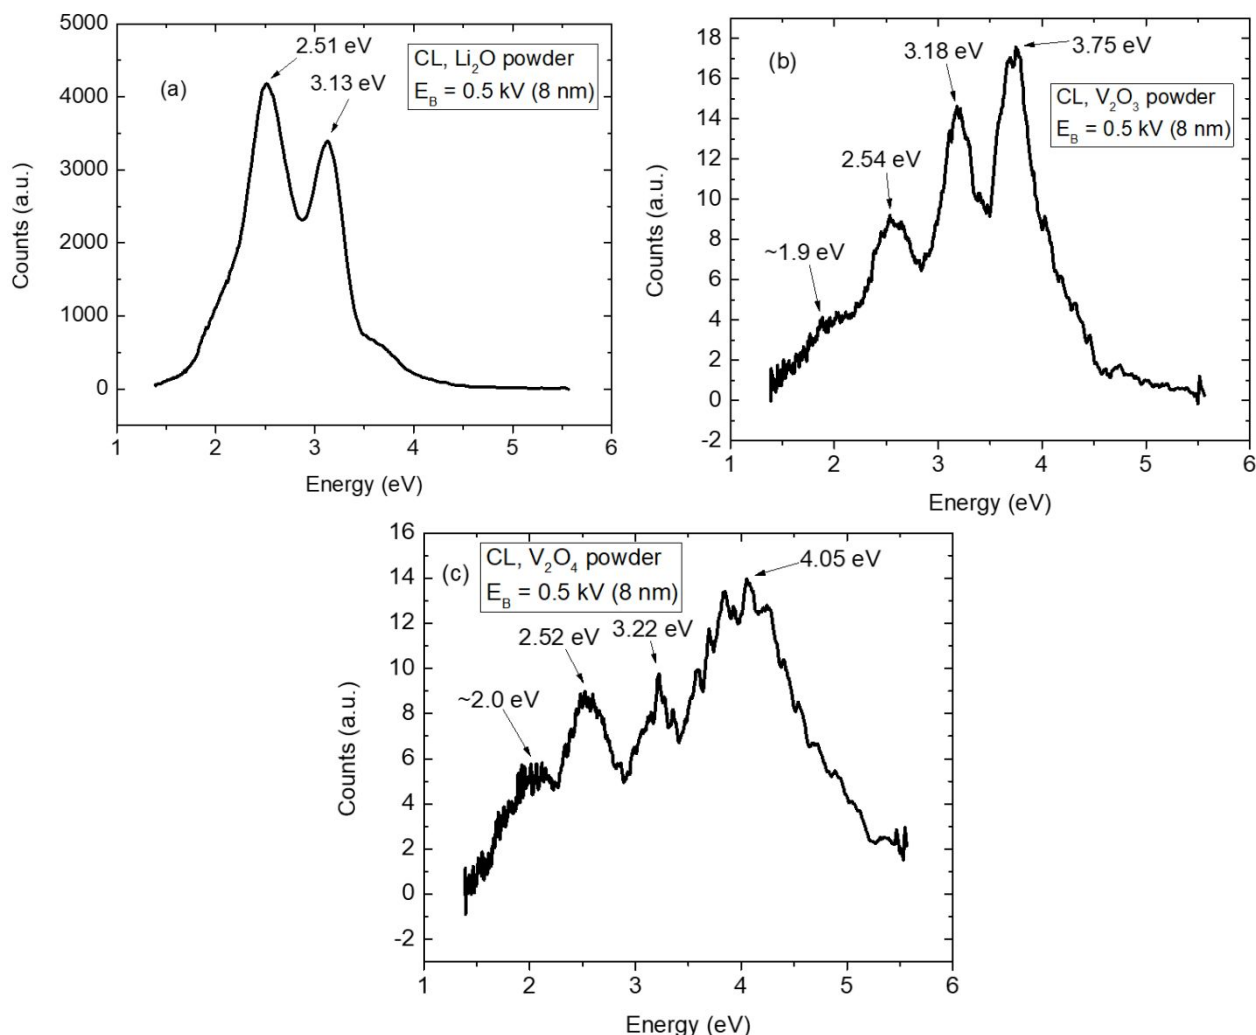 5000
4000
3000
2000
1000
0
Counts (a.u.)
(a)
2.51 eV
3.13 eV
CL, Li₂O powder
E_B = 0.5 kV (8 nm)
1 2 3 4 5 6
Energy (eV)
18
16
14
12
10
8
6
4
2
0
-2
Counts (a.u.)
(b)
3.18 eV
3.75 eV
CL, V₂O₃ powder
E_B = 0.5 kV (8 nm)
2.54 eV
~1.9 eV
1 2 3 4 5 6
Energy (eV)
16
14
12
10
8
6
4
2
0
-2
Counts (a.u.)
(c)
CL, V₂O₄ powder
E_B = 0.5 kV (8 nm)
4.05 eV
2.52 eV
3.22 eV
~2.0 eV
1 2 3 4 5 6
Energy (eV)